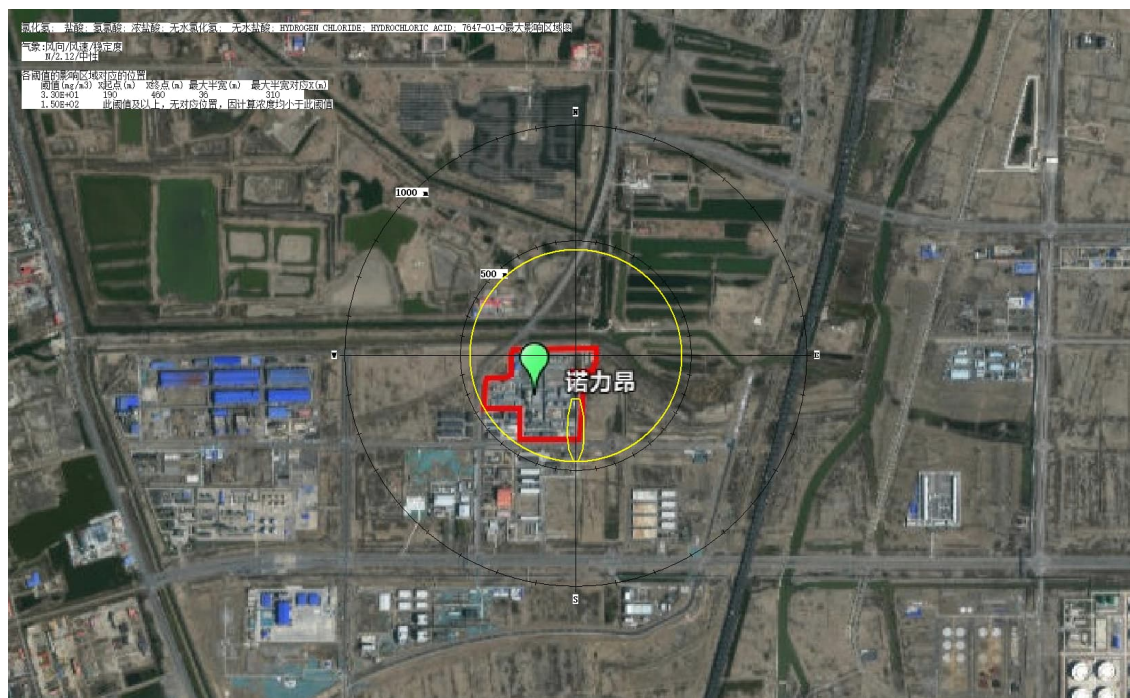 氯化氢; 盐酸; 氢氯酸; 浓盐酸; 无水氯化氢; 无水盐酸; HYDROGEN CHLORIDE; HYDROCHLORIC ACID; 7647-01-0最大影响区域图
气象:风向/风速/稳定度
N/2.12/中性
各阈值的影响区域对应的位置
阈值(mg/m3) X起点(m) X终点(m) 最大半宽(m) 最大半宽对应X(m)
3.30E+01 190 460 36 310
1.50E+02 此阈值及以上，无对应位置，因计算浓度均小于此阈值
N
1000 m
500 m
W
E
诺力昂
S